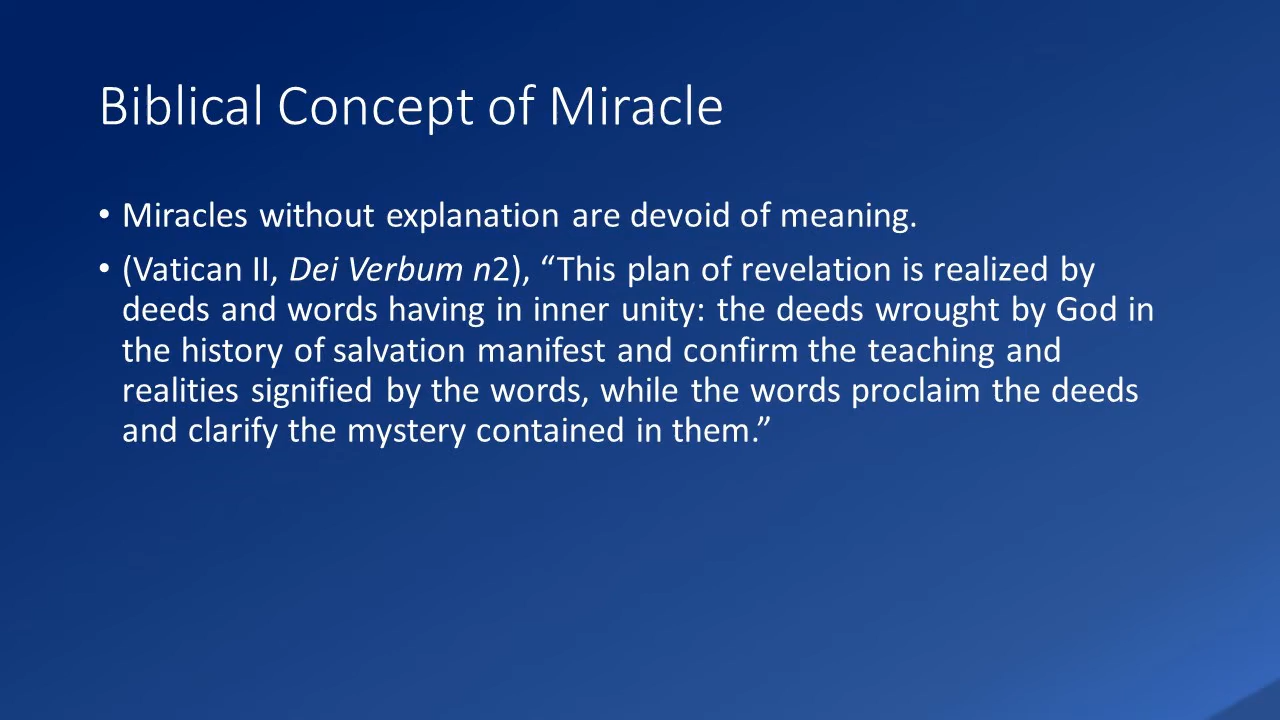 Biblical Concept of Miracle
• Miracles without explanation are devoid of meaning.
• (Vatican II, Dei Verbum n2), “This plan of revelation is realized by
deeds and words having in inner unity: the deeds wrought by God in
the history of salvation manifest and confirm the teaching and
realities signified by the words, while the words proclaim the deeds
and clarify the mystery contained in them.”